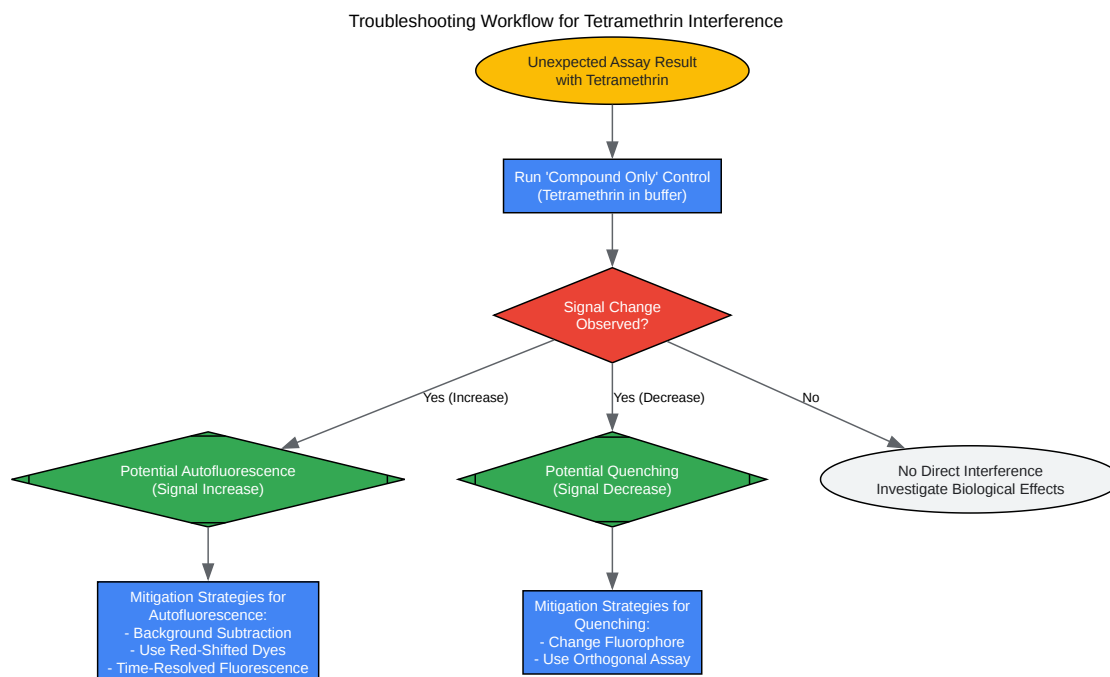 Troubleshooting Workflow for Tetramethrin Interference
Unexpected Assay Result
with Tetramethrin
Run 'Compound Only' Control
(Tetramethrin in buffer)
Signal Change
Observed?
Yes (Increase)
Yes (Decrease)
No
Potential Autofluorescence
(Signal Increase)
Potential Quenching
(Signal Decrease)
No Direct Interference
Investigate Biological Effects
Mitigation Strategies for
Autofluorescence:
- Background Subtraction
- Use Red-Shifted Dyes
- Time-Resolved Fluorescence
Mitigation Strategies for
Quenching:
- Change Fluorophore
- Use Orthogonal Assay